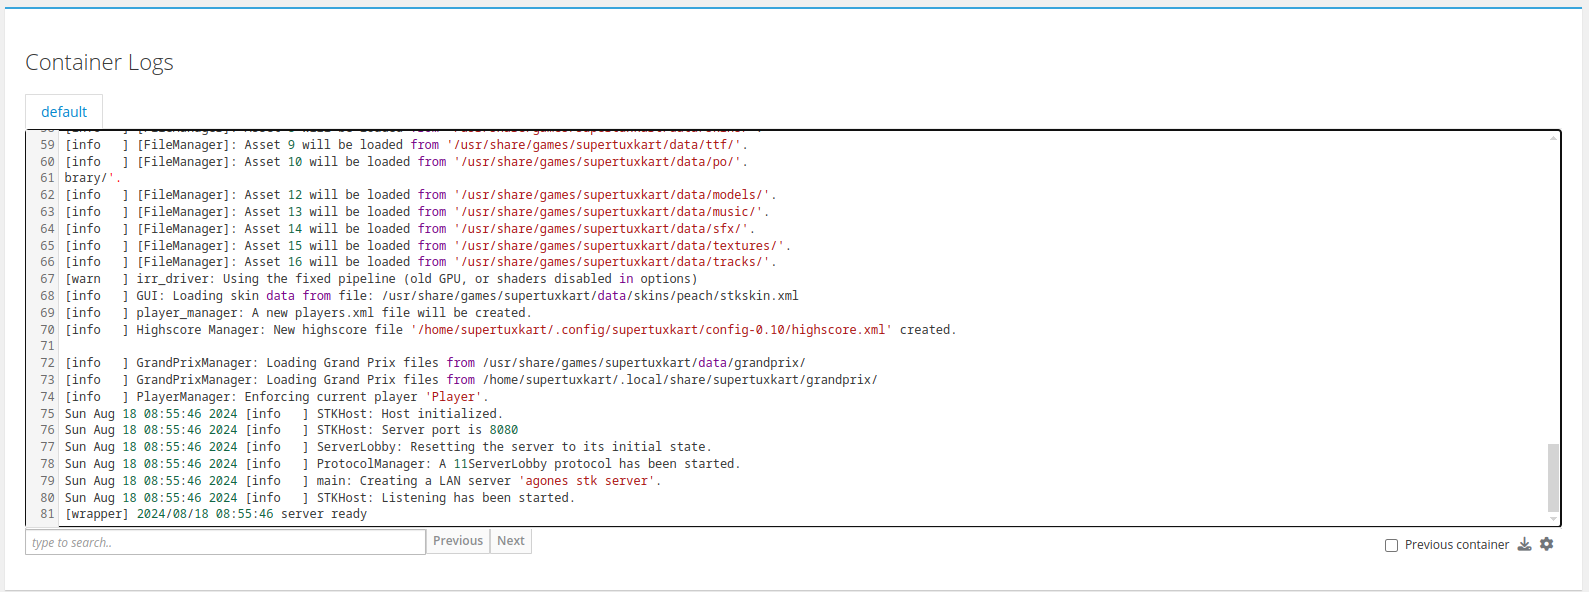 Container Logs
default
59 [info   ] [FileManager]: Asset 9 will be loaded from '/usr/share/games/supertuxkart/data/ttf/'.
60 [info   ] [FileManager]: Asset 10 will be loaded from '/usr/share/games/supertuxkart/data/po/'.
61 brary/'.
62 [info   ] [FileManager]: Asset 12 will be loaded from '/usr/share/games/supertuxkart/data/models/'.
63 [info   ] [FileManager]: Asset 13 will be loaded from '/usr/share/games/supertuxkart/data/music/'.
64 [info   ] [FileManager]: Asset 14 will be loaded from '/usr/share/games/supertuxkart/data/sfx/'.
65 [info   ] [FileManager]: Asset 15 will be loaded from '/usr/share/games/supertuxkart/data/textures/'.
66 [info   ] [FileManager]: Asset 16 will be loaded from '/usr/share/games/supertuxkart/data/tracks/'.
67 [warn   ] irr_driver: Using the fixed pipeline (old GPU, or shaders disabled in options)
68 [info   ] GUI: Loading skin data from file: /usr/share/games/supertuxkart/data/skins/peach/stkskin.xml
69 [info   ] player_manager: A new players.xml file will be created.
70 [info   ] Highscore Manager: New highscore file '/home/supertuxkart/.config/supertuxkart/config-0.10/highscore.xml' created.
71
72 [info   ] GrandPrixManager: Loading Grand Prix files from /usr/share/games/supertuxkart/data/grandprix/
73 [info   ] GrandPrixManager: Loading Grand Prix files from /home/supertuxkart/.local/share/supertuxkart/grandprix/
74 [info   ] PlayerManager: Enforcing current player 'Player'.
75 Sun Aug 18 08:55:46 2024 [info   ] STKHost: Host initialized.
76 Sun Aug 18 08:55:46 2024 [info   ] STKHost: Server port is 8080
77 Sun Aug 18 08:55:46 2024 [info   ] ServerLobby: Resetting the server to its initial state.
78 Sun Aug 18 08:55:46 2024 [info   ] ProtocolManager: A 11ServerLobby protocol has been started.
79 Sun Aug 18 08:55:46 2024 [info   ] main: Creating a LAN server 'agones stk server'.
80 Sun Aug 18 08:55:46 2024 [info   ] STKHost: Listening has been started.
81 [wrapper] 2024/08/18 08:55:46 server ready
type to search.. Previous Next Previous container